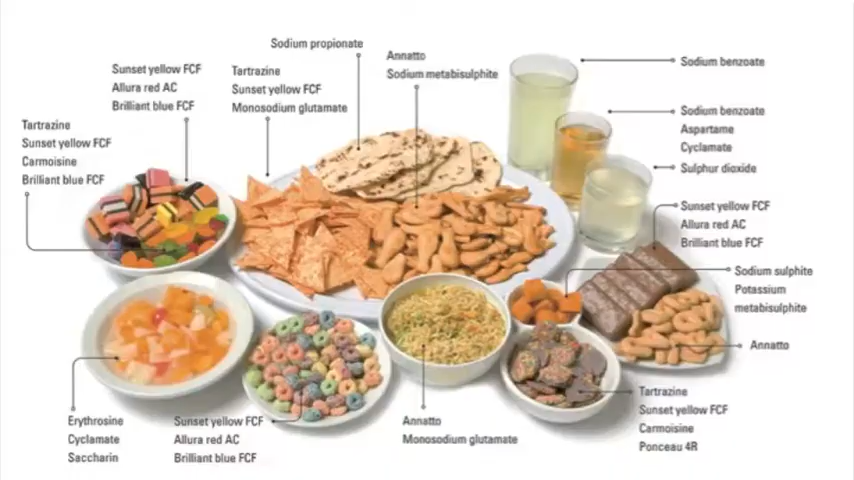 Sodium propionate
Annatto
Sodium metabisulphite
Sodium benzoate
Sunset yellow FCF
Allura red AC
Brilliant blue FCF
Tartrazine
Sunset yellow FCF
Monosodium glutamate
Sodium benzoate
Aspartame
Cyclamate
Tartrazine
Sunset yellow FCF
Carmoisine
Brilliant blue FCF
Sulphur dioxide
Sunset yellow FCF
Allura red AC
Brilliant blue FCF
Sodium sulphite
Potassium
metabisulphite
Annatto
Erythrosine
Cyclamate
Saccharin
Sunset yellow FCF
Allura red AC
Brilliant blue FCF
Annatto
Monosodium glutamate
Tartrazine
Sunset yellow FCF
Carmoisine
Ponceau 4R